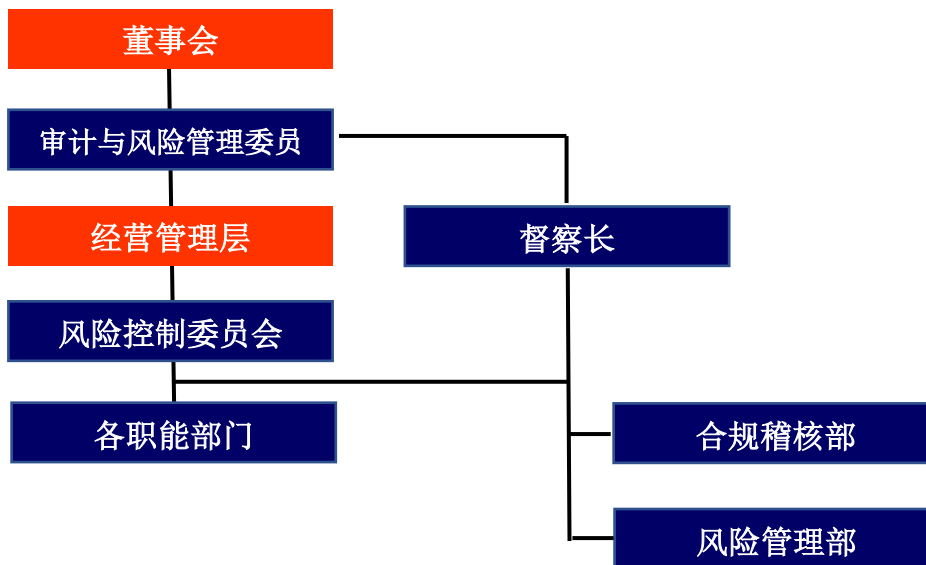 董事会
审计与风险管理委员
经营管理层
督察长
风险控制委员会
各职能部门
合规稽核部
风险管理部